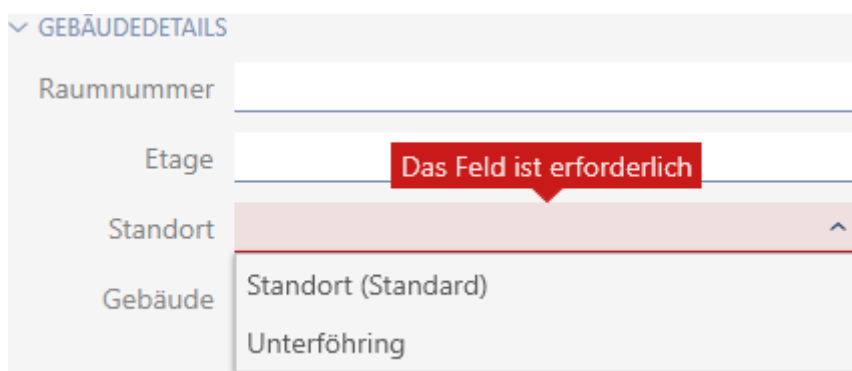 GEBÄUDEDETAILS
Raumnummer
Etage
Das Feld ist erforderlich
Standort
Gebäude
Standort (Standard)
Unterföhring